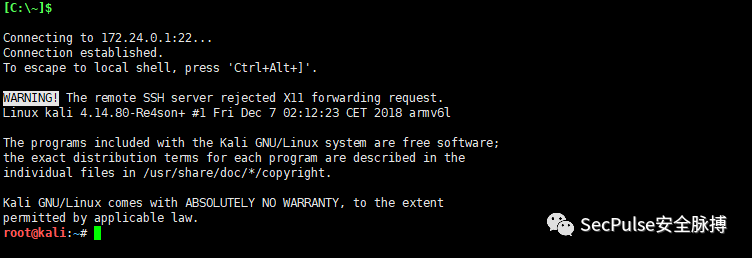 [C:\~]$
Connecting to 172.24.0.1:22...
Connection established.
To escape to local shell, press 'Ctrl+Alt+]'.
WARNING! The remote SSH server rejected X11 forwarding request.
Linux kali 4.14.80-Re4son+ #1 Fri Dec 7 02:12:23 CET 2018 armv6l
The programs included with the Kali GNU/Linux system are free software;
the exact distribution terms for each program are described in the
individual files in /usr/share/doc/*/copyright.
Kali GNU/Linux comes with ABSOLUTELY NO WARRANTY, to the extent
permitted by applicable law.
root@kali:~#
SecPulse安全脉搏